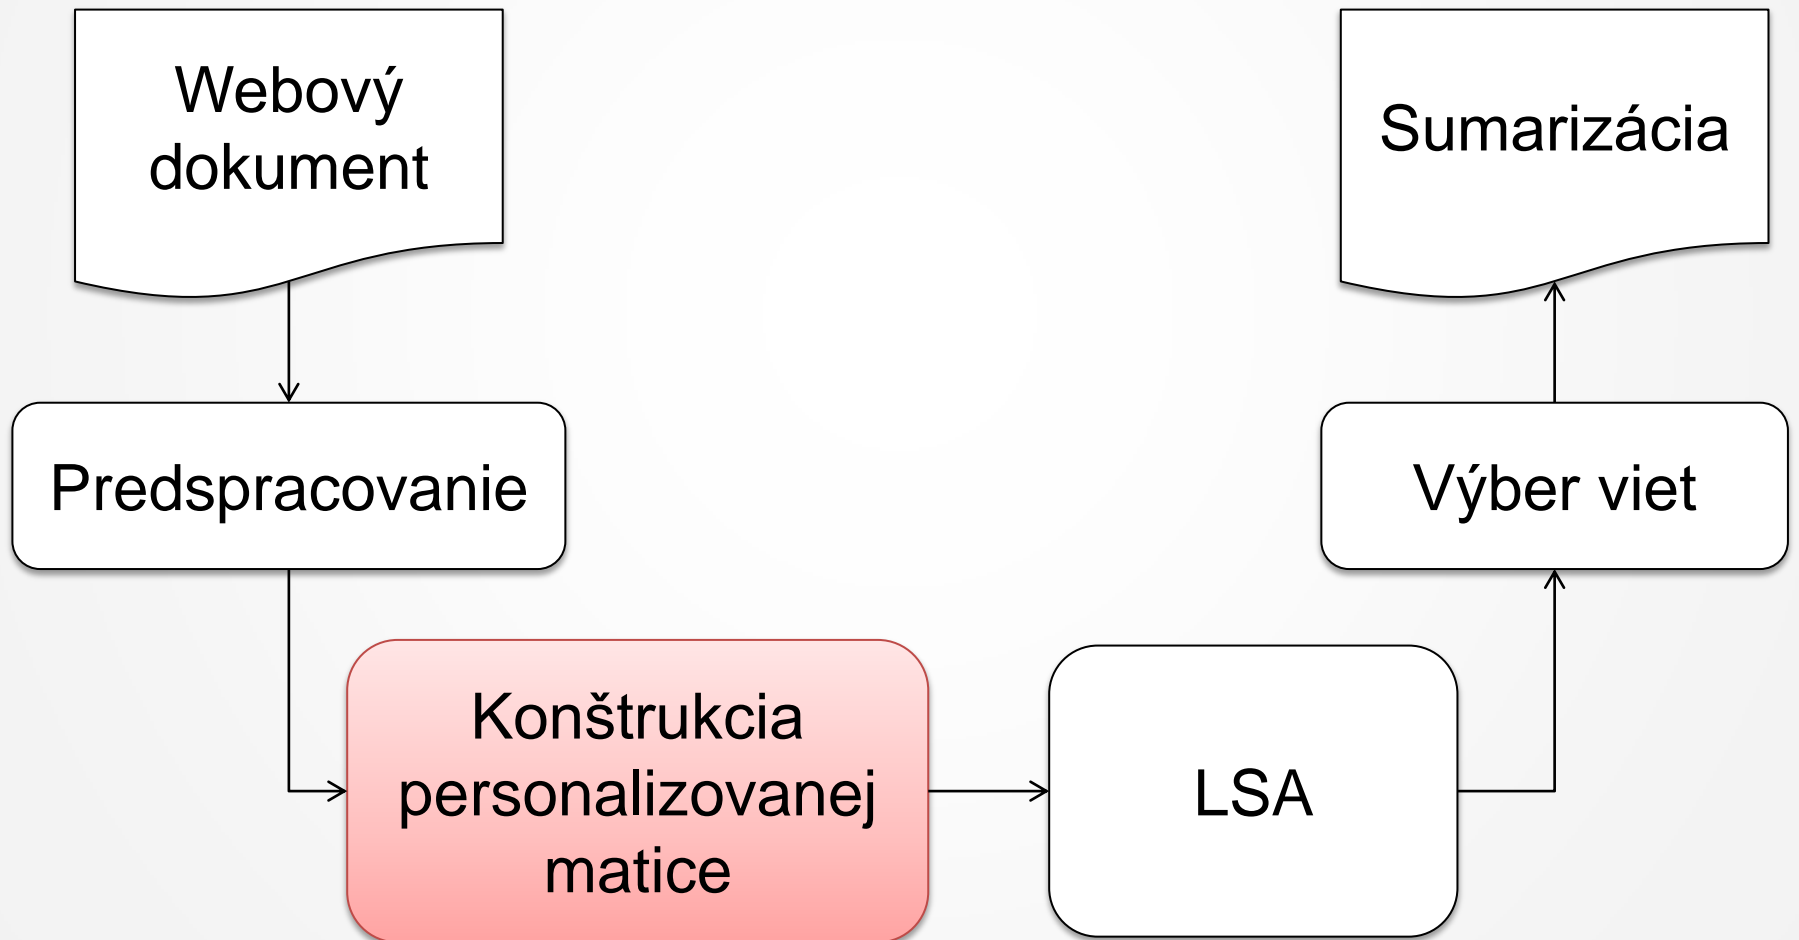 Webový
dokument
Predspracovanie
Konštrukcia
personalizovanej
matice
LSA
Výber viet
Sumarizácia